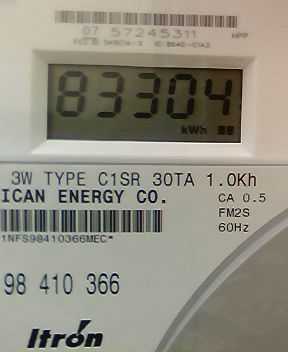 07 57245311 HPP
83304
kWh
3W TYPE C1SR 30TA 1.0Kh
ICAN ENERGY CO. CA 0.5
FM2S
60Hz
1NFS98410366MEC*
98 410 366
Itron